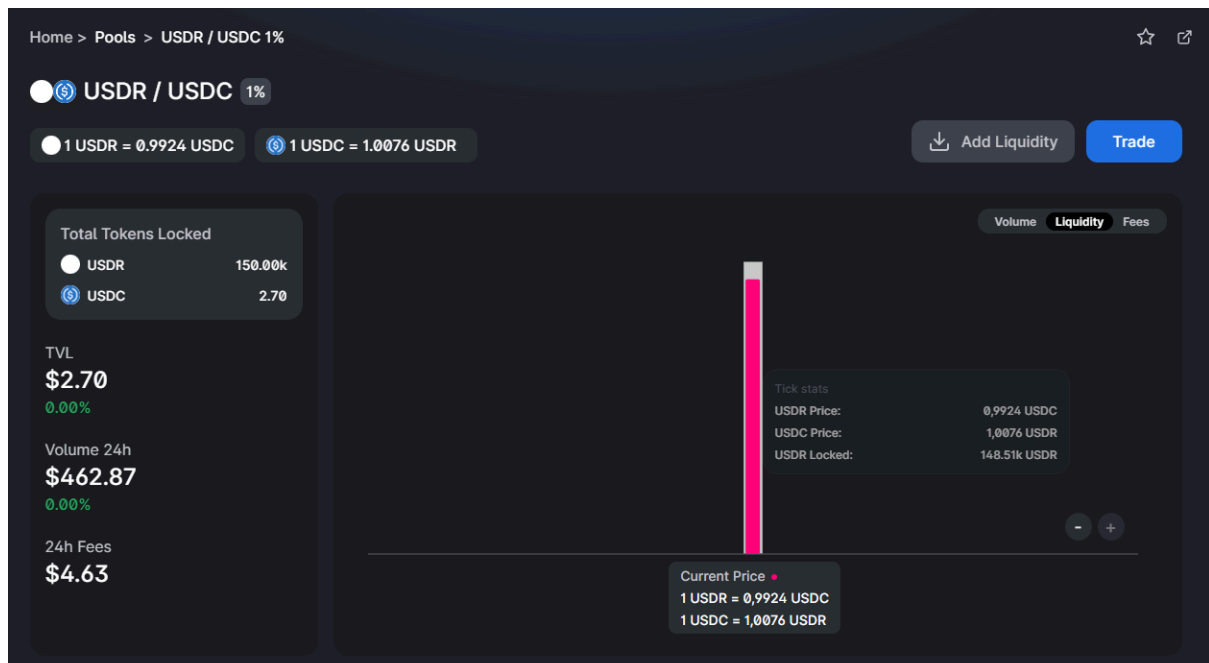 Home > Pools > USDR / USDC 1%
USDR / USDC 1%
1 USDR = 0.9924 USDC
1 USDC = 1.0076 USDR
Add Liquidity
Trade
Total Tokens Locked
USDR 150.00k
USDC 2.70
TVL
$2.70
0.00%
Volume 24h
$462.87
0.00%
24h Fees
$4.63
Volume Liquidity Fees
Tick stats
USDR Price: 0,9924 USDC
USDC Price: 1,0076 USDR
USDR Locked: 148.51k USDR
- +
Current Price
1 USDR = 0,9924 USDC
1 USDC = 1,0076 USDR